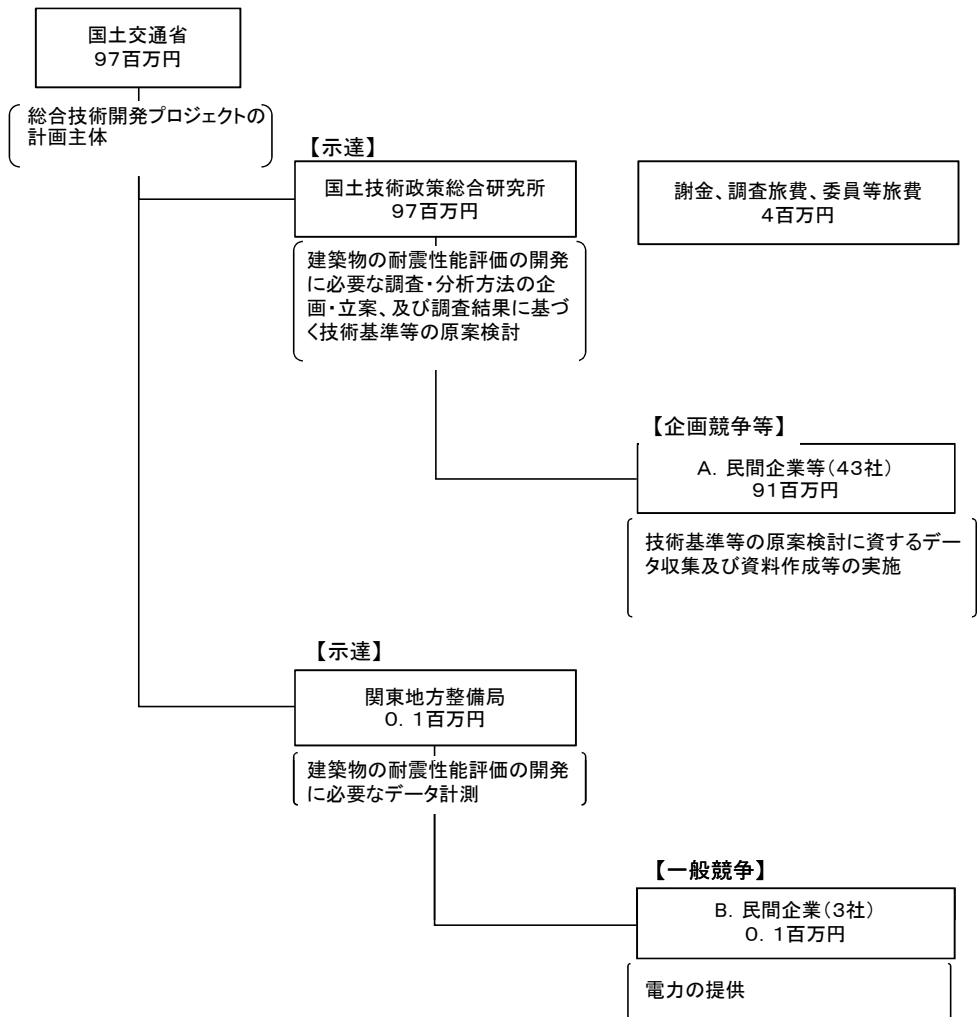 国土交通省
97百万円
総合技術開発プロジェクトの
計画主体
【示達】
国土技術政策総合研究所
97百万円
謝金、調査旅費、委員等旅費
4百万円
建築物の耐震性能評価の開発
に必要な調査・分析方法の企
画・立案、及び調査結果に基づ
く技術基準等の原案検討
【企画競争等】
A. 民間企業等(43社)
91百万円
技術基準等の原案検討に資するデー
タ収集及び資料作成等の実施
【示達】
関東地方整備局
0.1百万円
建築物の耐震性能評価の開発
に必要なデータ計測
【一般競争】
B. 民間企業(3社)
0.1百万円
電力の提供